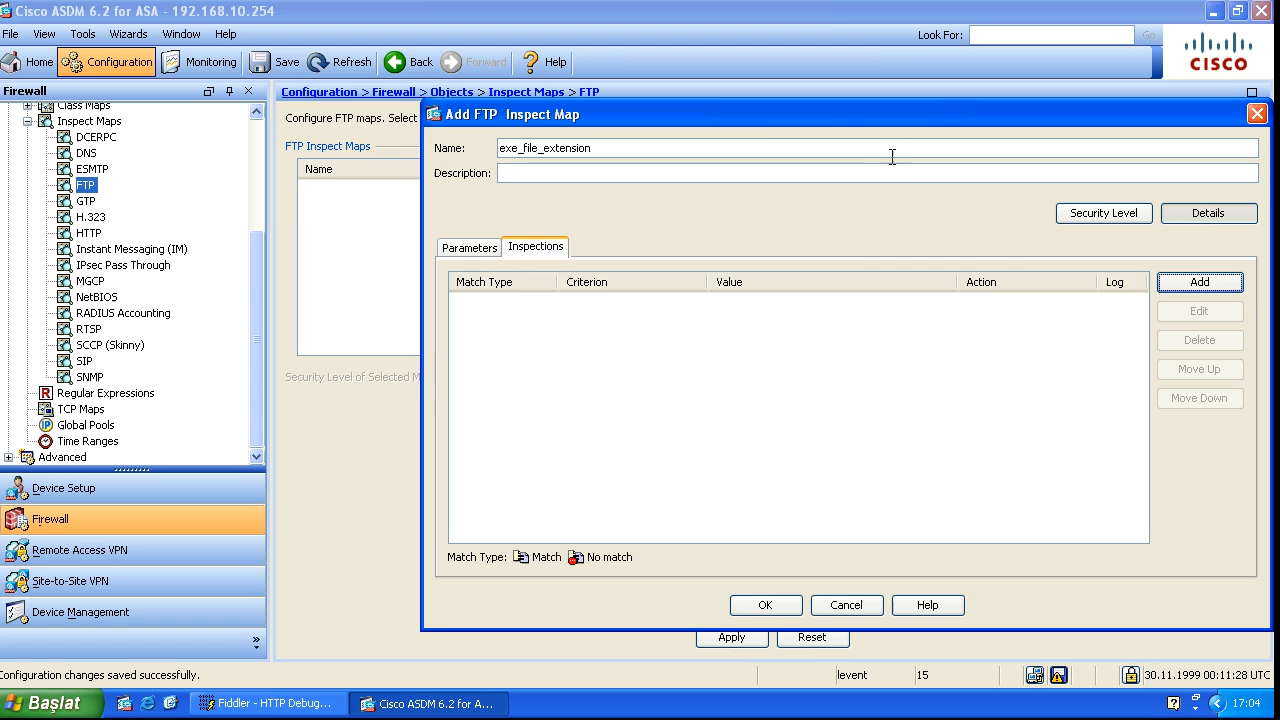 Cisco ASDM 6.2 for ASA - 192.168.10.254
File View Tools Wizards Window Help Look For: Go
Home Configuration Monitoring Save Refresh Back Forward Help
CISCO
Firewall
Configuration > Firewall > Objects > Inspect Maps > FTP
Class Maps
Inspect Maps
DCERPC
DNS
ESMTP
FTP
GTP
H.323
HTTP
Instant Messaging (IM)
IPsec Pass Through
MGCP
NetBIOS
RADIUS Accounting
RTSP
SCCP (Skinny)
SIP
SNMP
Regular Expressions
TCP Maps
Global Pools
Time Ranges
Advanced
Device Setup
Firewall
Remote Access VPN
Site-to-Site VPN
Device Management
Configure FTP maps. Select
FTP Inspect Maps
Name
Security Level of Selected M
Add FTP Inspect Map
Name: exe_file_extension
Description:
Security Level Details
Parameters Inspections
Match Type Criterion Value Action Log
Add
Edit
Delete
Move Up
Move Down
Match Type: Match No match
OK Cancel Help
Apply Reset
Configuration changes saved successfully.
levent 15 30.11.1999 00:11:28 UTC
Başlat Fiddler - HTTP Debug... Cisco ASDM 6.2 for A... 17:04